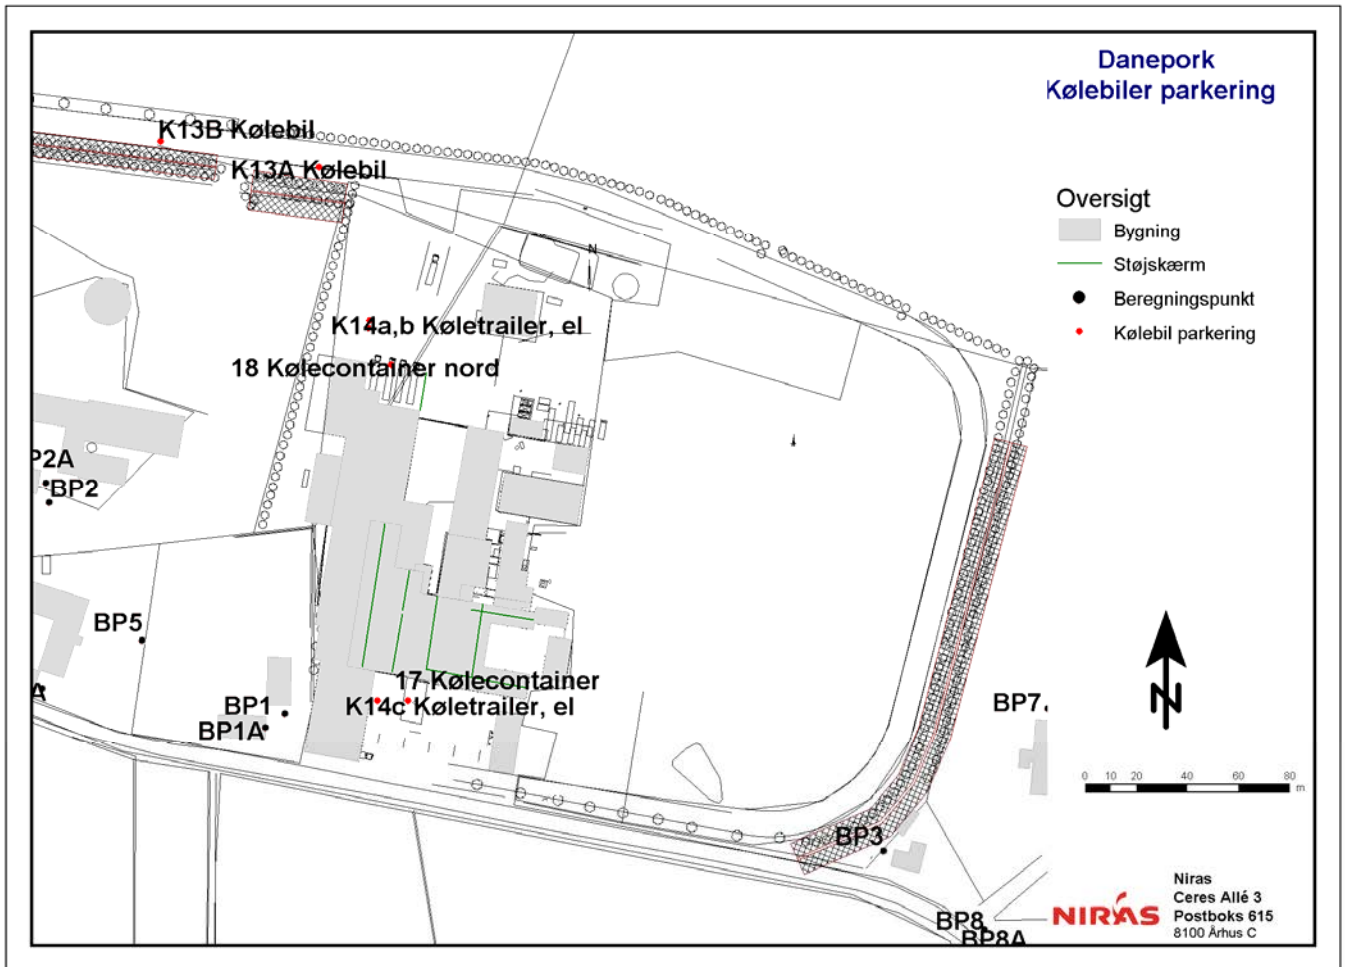 Danepork
Kølebiler parkering
K13B Kølebil
K13A Kølebil
Oversigt
Bygning
Støjskærm
Beregningspunkt
Kølebil parkering
N
K14a,b Køletrailer, el
18 Kølecontainer nord
P2A
BP2
BP5
A
BP1
BP1A
17 Kølecontainer
K14c Køletrailer, el
BP7
N
0 10 20 40 60 80
m
BP3
BP8
BP8A
NIRAS
Niras
Ceres Allé 3
Postboks 615
8100 Århus C